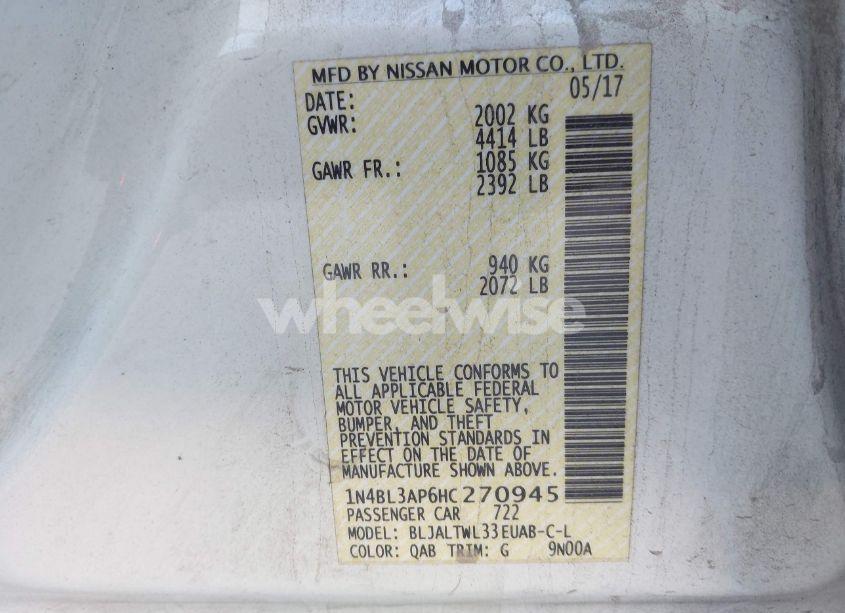 MFD BY NISSAN MOTOR CO., LTD.
DATE: 05/17
GVWR: 2002 KG
4414 LB
GAWR FR.: 1085 KG
2392 LB
GAWR RR.: 940 KG
2072 LB
wheelwise
THIS VEHICLE CONFORMS TO
ALL APPLICABLE FEDERAL
MOTOR VEHICLE SAFETY,
BUMPER, AND THEFT
PREVENTION STANDARDS IN
EFFECT ON THE DATE OF
MANUFACTURE SHOWN ABOVE.
1N4BL3AP6HC270945
PASSENGER CAR 722
MODEL: BLJALTWL33EUAB-C-L
COLOR: QAB TRIM: G 9N00A